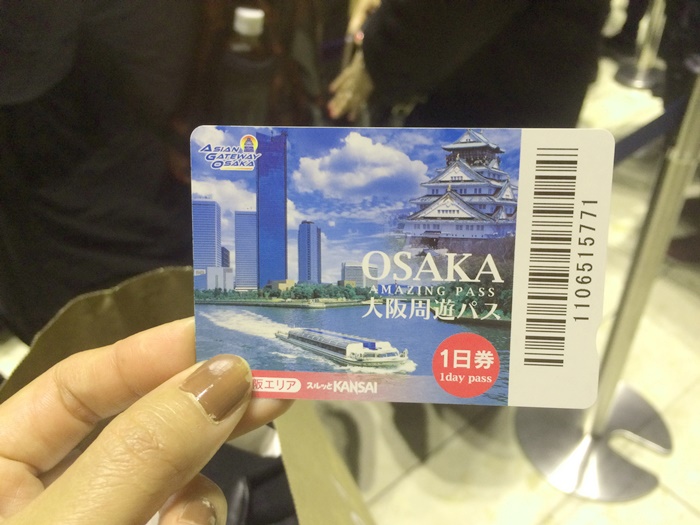 ASIAN
GATEWAY
OSAKA
OSAKA
AMAZING PASS
大阪周遊パス
1日券
1day pass
阪エリア
スルッとKANSAI
1106515771